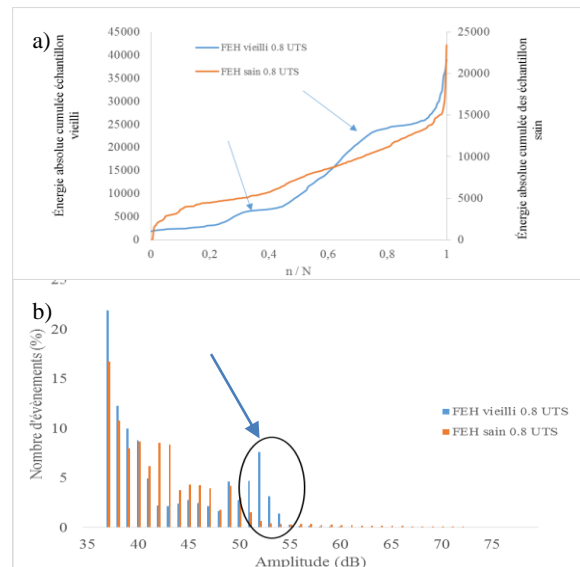 a)
Énergie absolue cumulée échantillon
vieilli
45000
40000
35000
30000
25000
20000
15000
10000
5000
0
FEH vieilli 0.8 UTS
FEH sain 0.8 UTS
25000
20000
15000
10000
5000
0
Énergie absolue cumulée des échantillon
sain
0
0,2
0,4
0,6
0,8
1
n / N
b)
Nombre d'évènements (%)
25
20
15
10
5
0
FEH vieilli 0.8 UTS
FEH sain 0.8 UTS
35
40
45
50
55
60
65
70
75
Amplitude (dB)